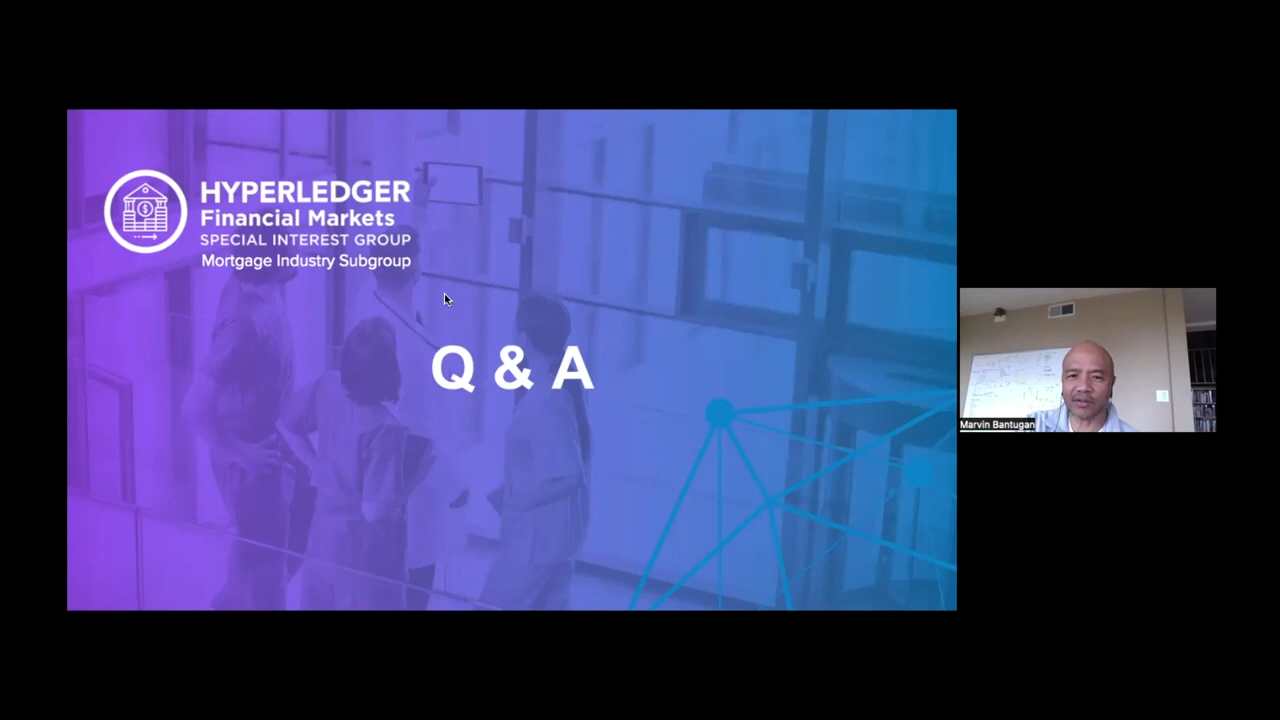 HYPERLEDGER
Financial Markets
SPECIAL INTEREST GROUP
Mortgage Industry Subgroup
Q & A
Marvin Bantugan